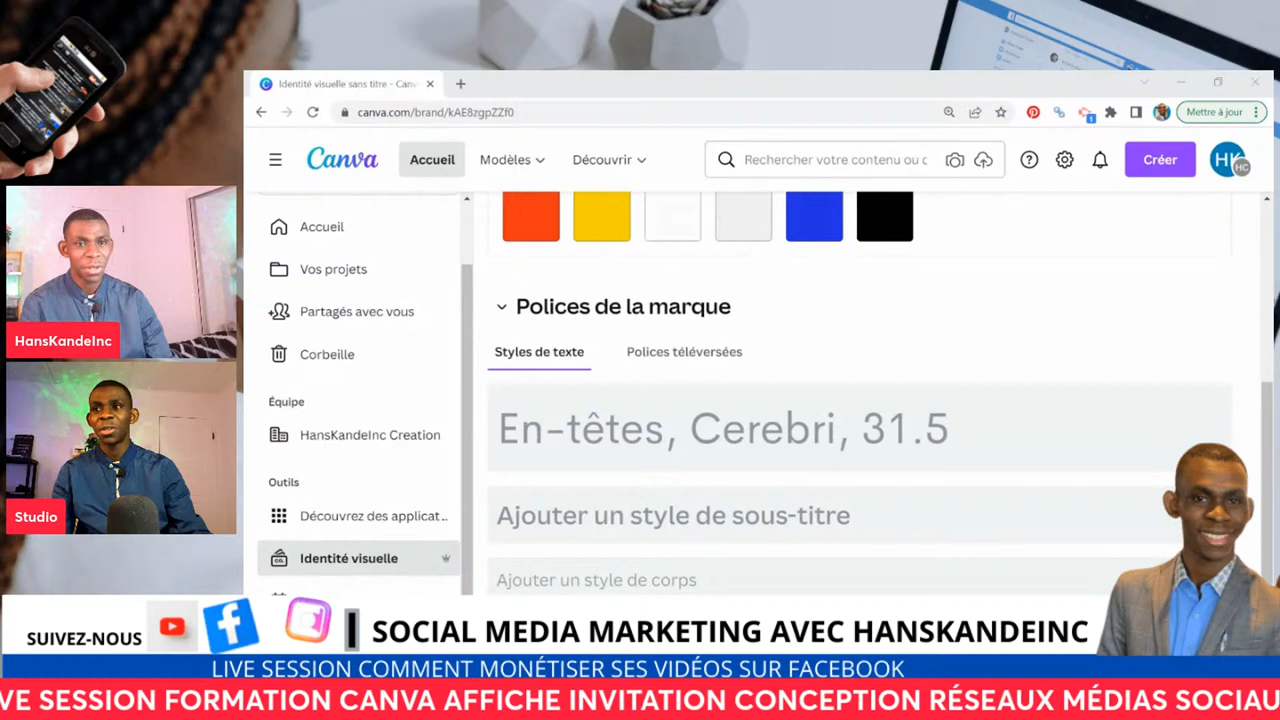 Identité visuelle sans titre - Canv
canva.com/brand/kAE8zgpZZf0
Mettre à jour
Canva
Accueil
Modèles
Découvrir
Rechercher votre contenu ou c
Créer
HK
HC
Accueil
Vos projets
Partagés avec vous
Corbeille
Équipe
HansKandeInc Creation
Outils
Découvrez des applicat...
Identité visuelle
Polices de la marque
Styles de texte
Polices téléversées
En-têtes, Cerebri, 31.5
Ajouter un style de sous-titre
Ajouter un style de corps
HansKandeInc
Studio
SUIVEZ-NOUS
SOCIAL MEDIA MARKETING AVEC HANSKANDEINC
LIVE SESSION COMMENT MONÉTISER SES VIDÉOS SUR FACEBOOK
VE SESSION FORMATION CANVA AFFICHE INVITATION CONCEPTION RÉSEAUX MÉDIAS SOCIAU